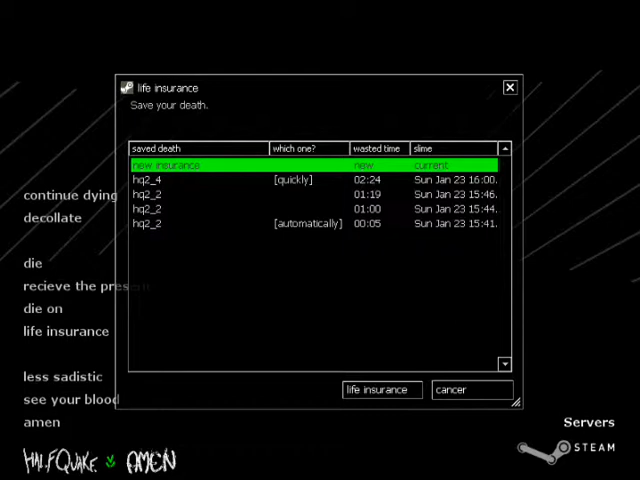 life insurance
Save your death.
saved death which one? wasted time slime
new insurance new current
hq2_4 [quickly] 02:24 Sun Jan 23 16:00.
hq2_2 01:19 Sun Jan 23 15:46.
hq2_2 01:00 Sun Jan 23 15:44.
hq2_2 [automatically] 00:05 Sun Jan 23 15:41.
life insurance cancer
continue dying
decollate
die
recieve the present
die on
life insurance
less sadistic
see your blood
amen
Servers
STEAM
HALFQUAKE AMEN